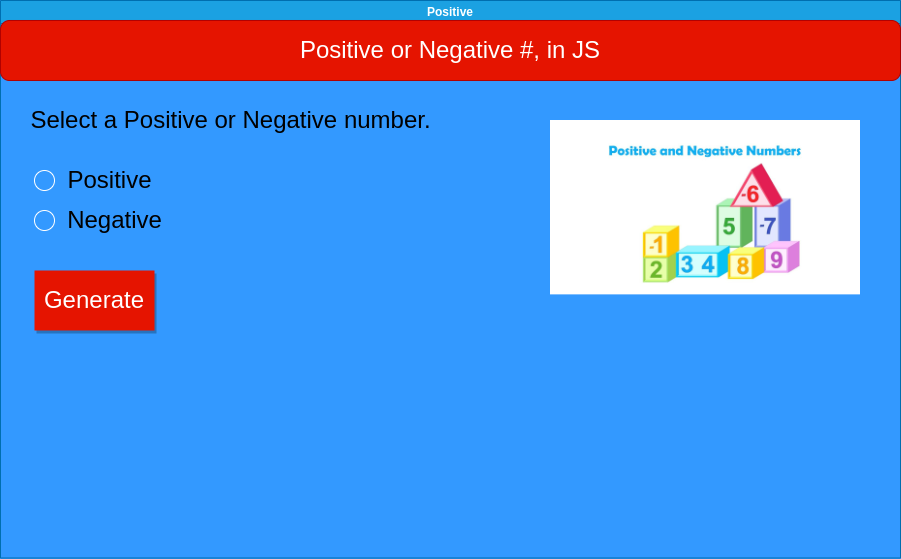 Positive
Positive or Negative #, in JS
Select a Positive or Negative number.
Positive
Negative
Generate
Positive and Negative Numbers
-6
5 -7
-1
2 3 4 8 9